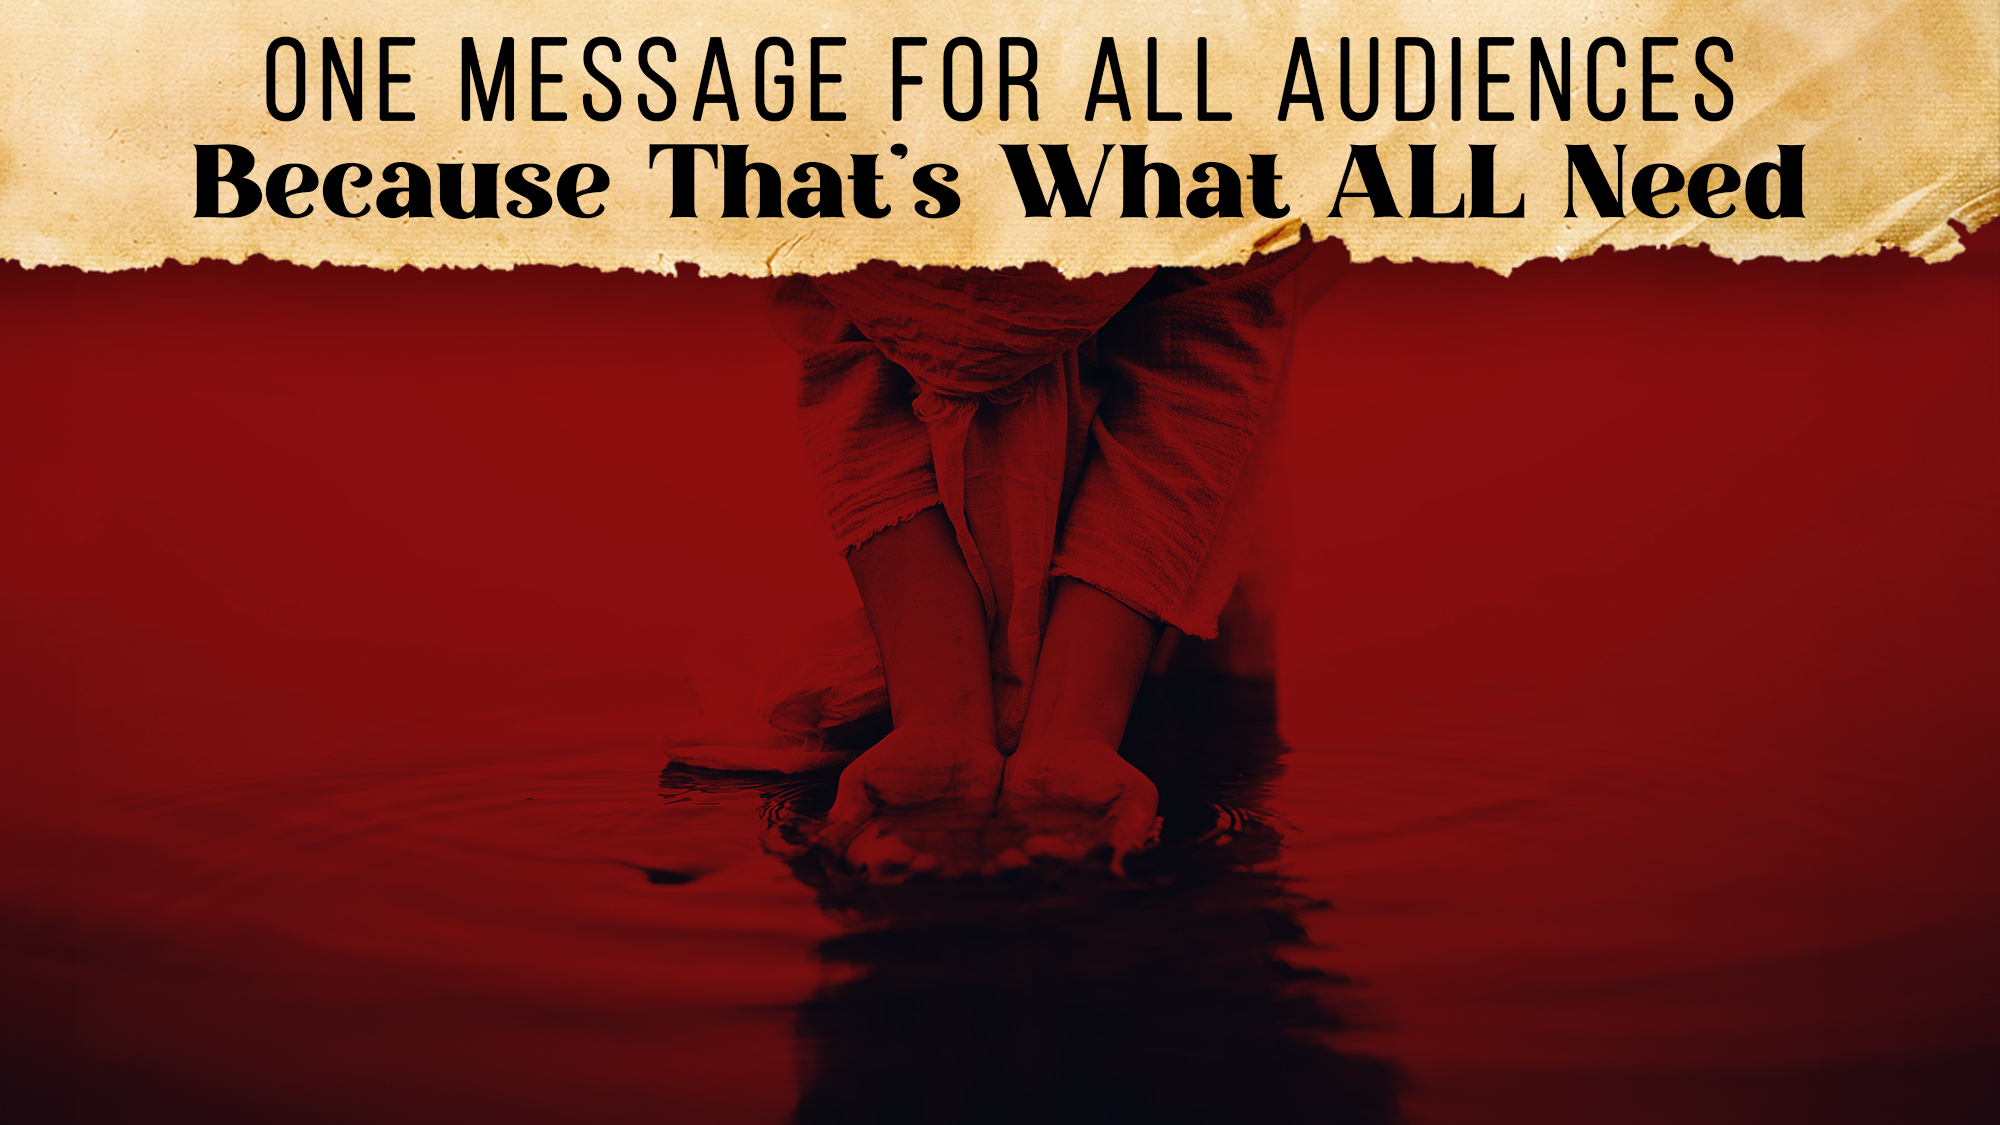 ONE MESSAGE FOR ALL AUDIENCES
Because That's What ALL Need